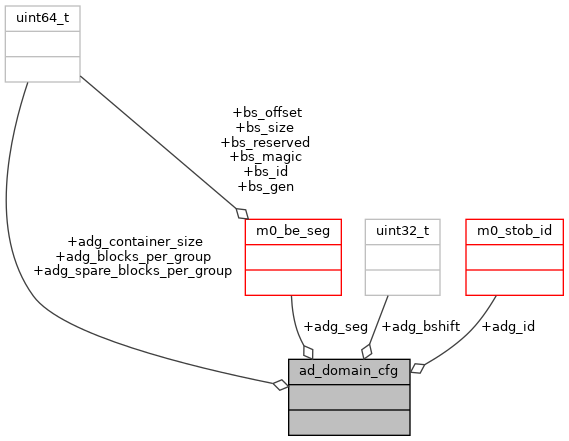 uint64_t
+bs_offset
+bs_size
+bs_reserved
+bs_magic
+bs_id
+bs_gen
m0_be_seg
uint32_t
m0_stob_id
+adg_container_size
+adg_blocks_per_group
+adg_spare_blocks_per_group
+adg_seg
+adg_bshift
+adg_id
ad_domain_cfg